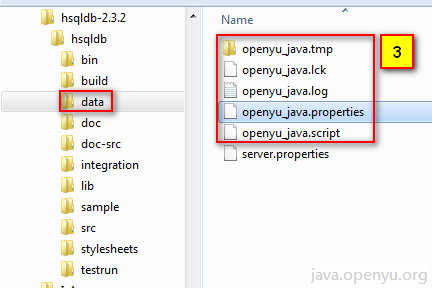 hsqldb-2.3.2
hsqldb
bin
build
data
doc
doc-src
integration
lib
sample
src
stylesheets
testrun
Name
openyu_java.tmp
openyu_java.lck
openyu_java.log
openyu_java.properties
openyu_java.script
server.properties
3
java.openyu.org